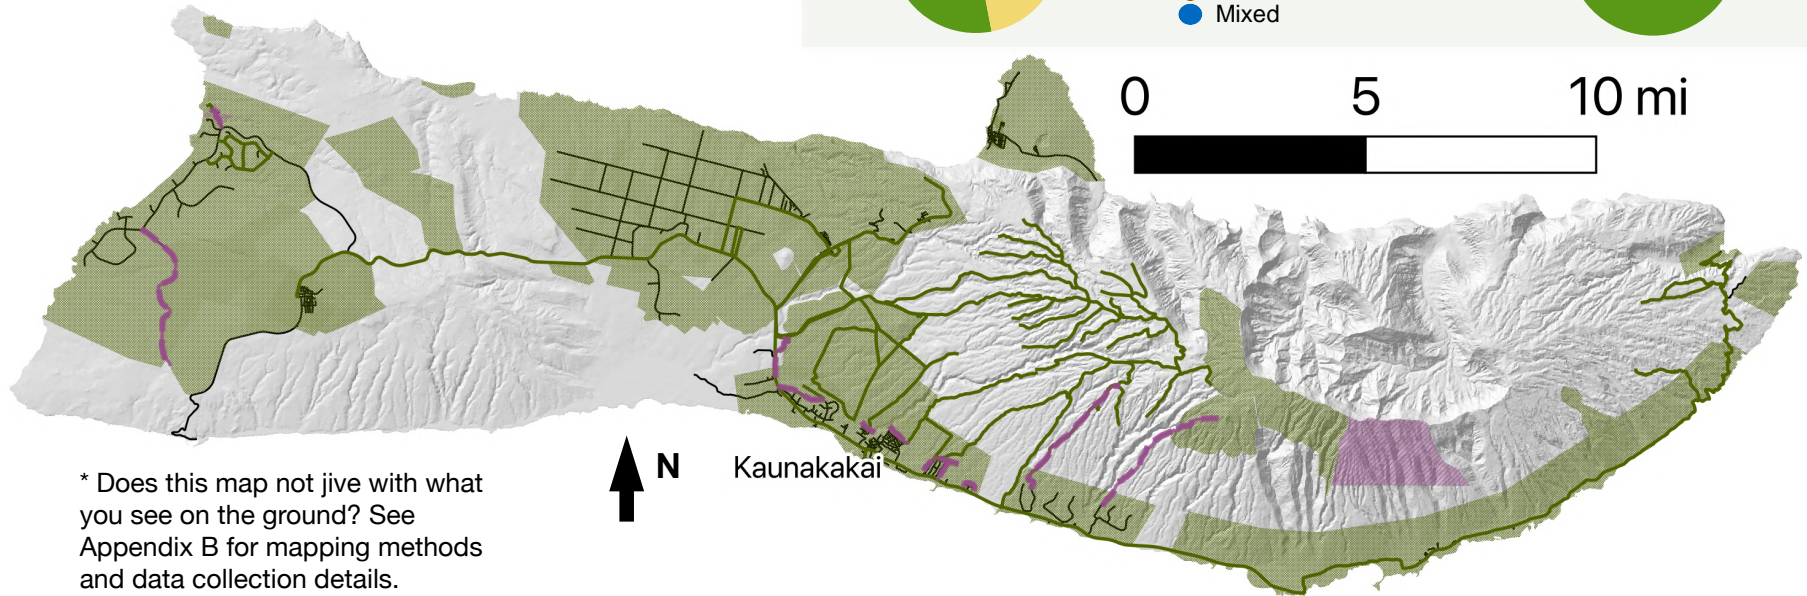 Mixed
0 5 10 mi
N
Kaunakakai
* Does this map not jive with what
you see on the ground? See
Appendix B for mapping methods
and data collection details.